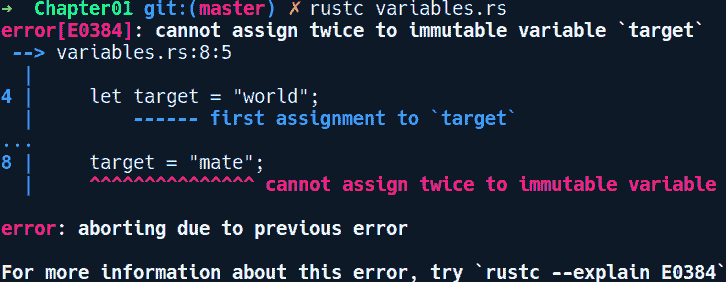 ➜  Chapter01 git:(master) ✗ rustc variables.rs
error[E0384]: cannot assign twice to immutable variable `target`
 --> variables.rs:8:5
  |
4 |     let target = "world";
  |         ------ first assignment to `target`
...
8 |     target = "mate";
  |     ^^^^^^^^^^^^^^^ cannot assign twice to immutable variable
error: aborting due to previous error
For more information about this error, try `rustc --explain E0384`